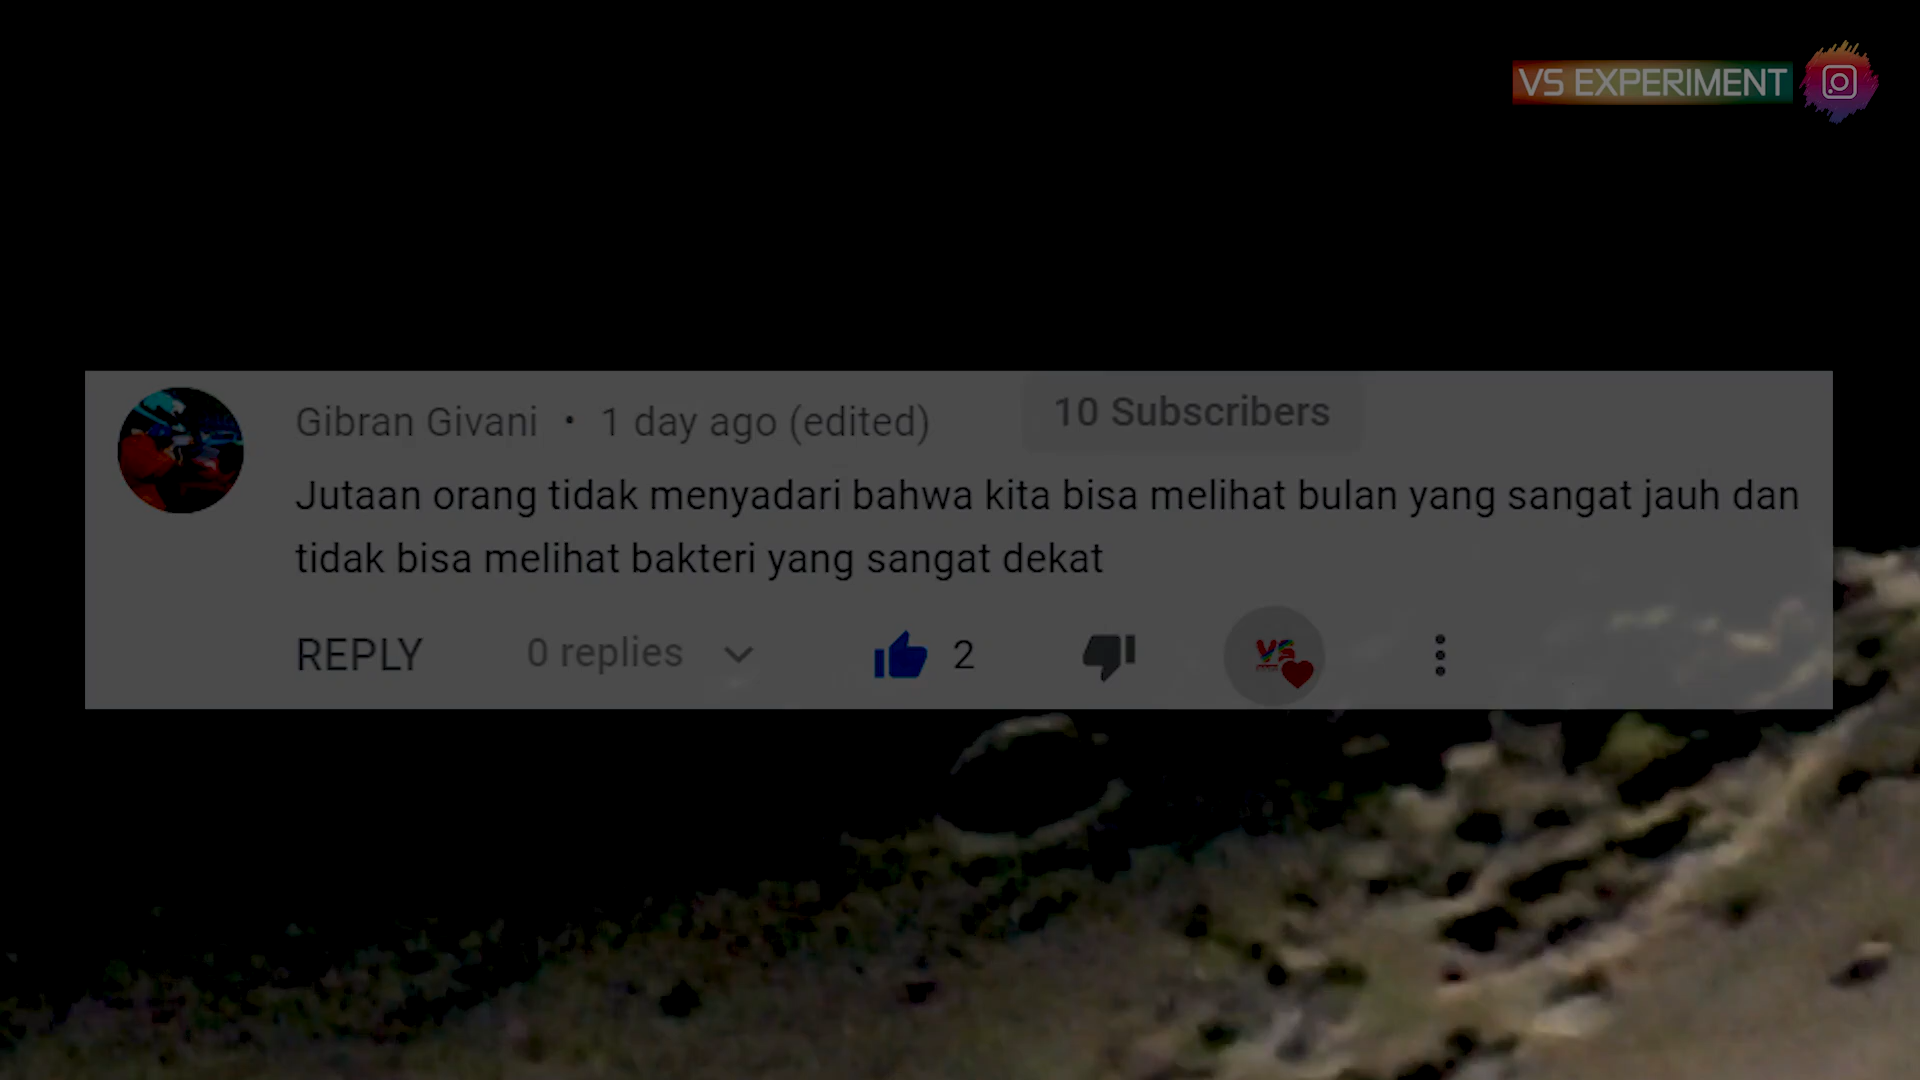 VS EXPERIMENT
Gibran Givani • 1 day ago (edited) 10 Subscribers
Jutaan orang tidak menyadari bahwa kita bisa melihat bulan yang sangat jauh dan
tidak bisa melihat bakteri yang sangat dekat
REPLY 0 replies 2
VS